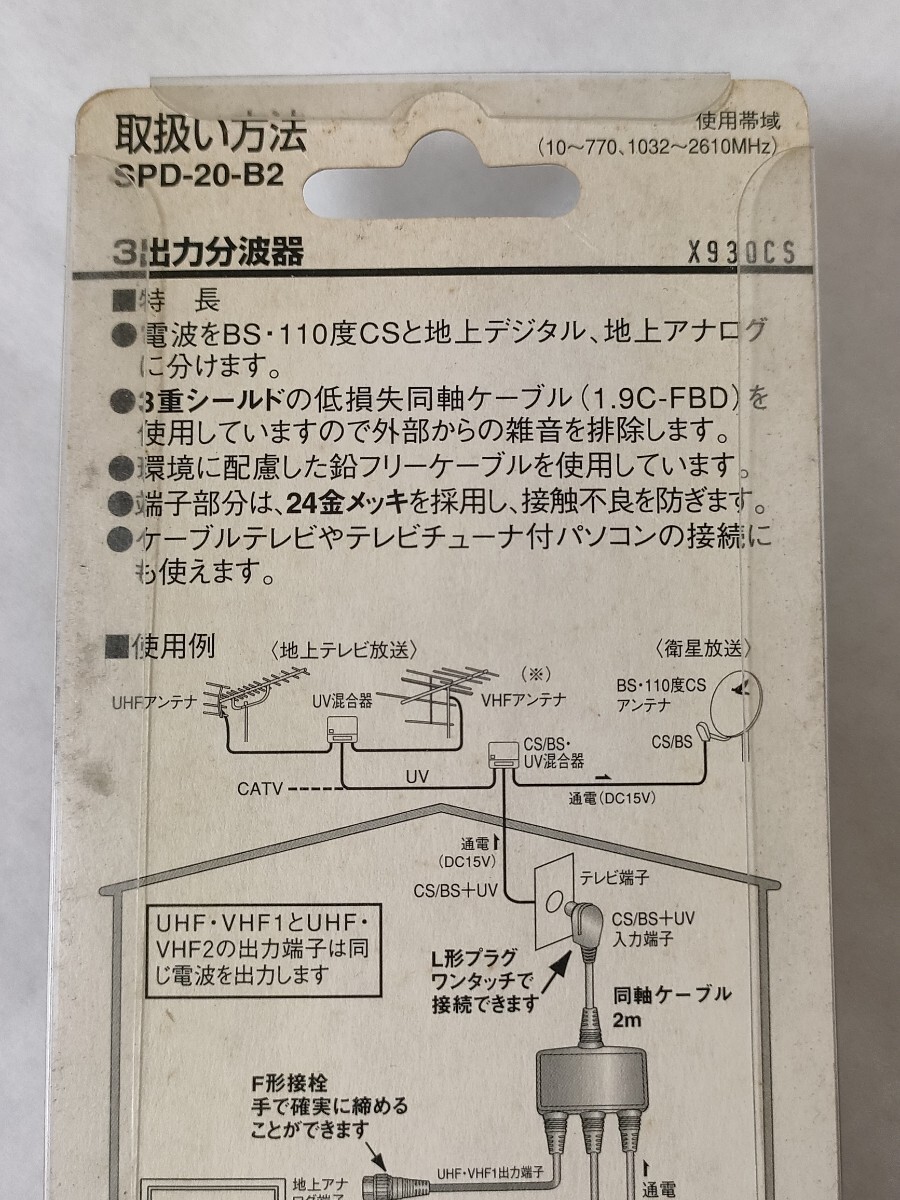 取扱い方法
SPD-20-B2
使用帯域
(10〜770、1032〜2610MHz)
3出力分波器
X930CS
■特　長
●電波をBS・110度CSと地上デジタル、地上アナログ
に分けます。
●3重シールドの低損失同軸ケーブル(1.9C-FBD)を
使用していますので外部からの雑音を排除します。
●環境に配慮した鉛フリーケーブルを使用しています。
●端子部分は、24金メッキを採用し、接触不良を防ぎます。
●ケーブルテレビやテレビチューナ付パソコンの接続に
も使えます。
■使用例
〈地上テレビ放送〉
〈衛星放送〉
UHFアンテナ
UV混合器
(※)
VHFアンテナ
BS・110度CS
アンテナ
CS/BS
CS/BS・
UV混合器
CATV
UV
通電(DC15V)
通電
(DC15V)
CS/BS+UV
テレビ端子
CS/BS+UV
入力端子
UHF・VHF1とUHF・
VHF2の出力端子は同
じ電波を出力します
L形プラグ
ワンタッチで
接続できます
同軸ケーブル
2m
F形接栓
手で確実に締める
ことができます
UHF・VHF1出力端子
地上アナ
ログ端子
通電